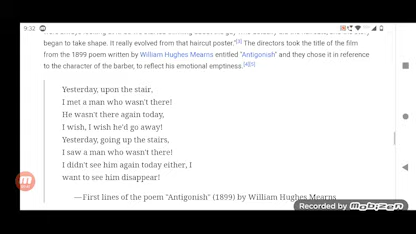 9:32
began to take shape. It really evolved from that haircut poster."[3] The directors took the title of the film
from the 1899 poem written by William Hughes Mearns entitled "Antigonish" and they chose it in reference
to the character of the barber, to reflect his emotional emptiness.[4][5]
Yesterday, upon the stair,
I met a man who wasn't there!
He wasn't there again today,
I wish, I wish he'd go away!
Yesterday, going up the stairs,
I saw a man who wasn't there!
I didn't see him again today either, I
want to see him disappear!
— First lines of the poem "Antigonish" (1899) by William Hughes Mearns
Recorded by Mobizen